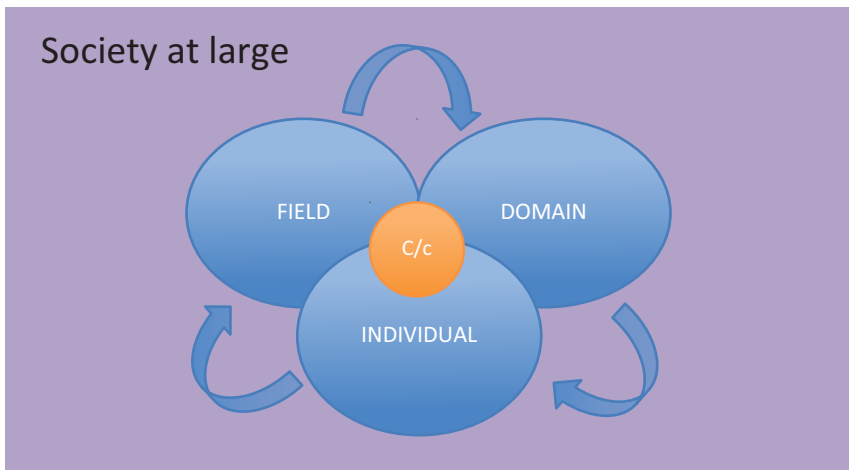 Society at large
FIELD
DOMAIN
C/c
INDIVIDUAL